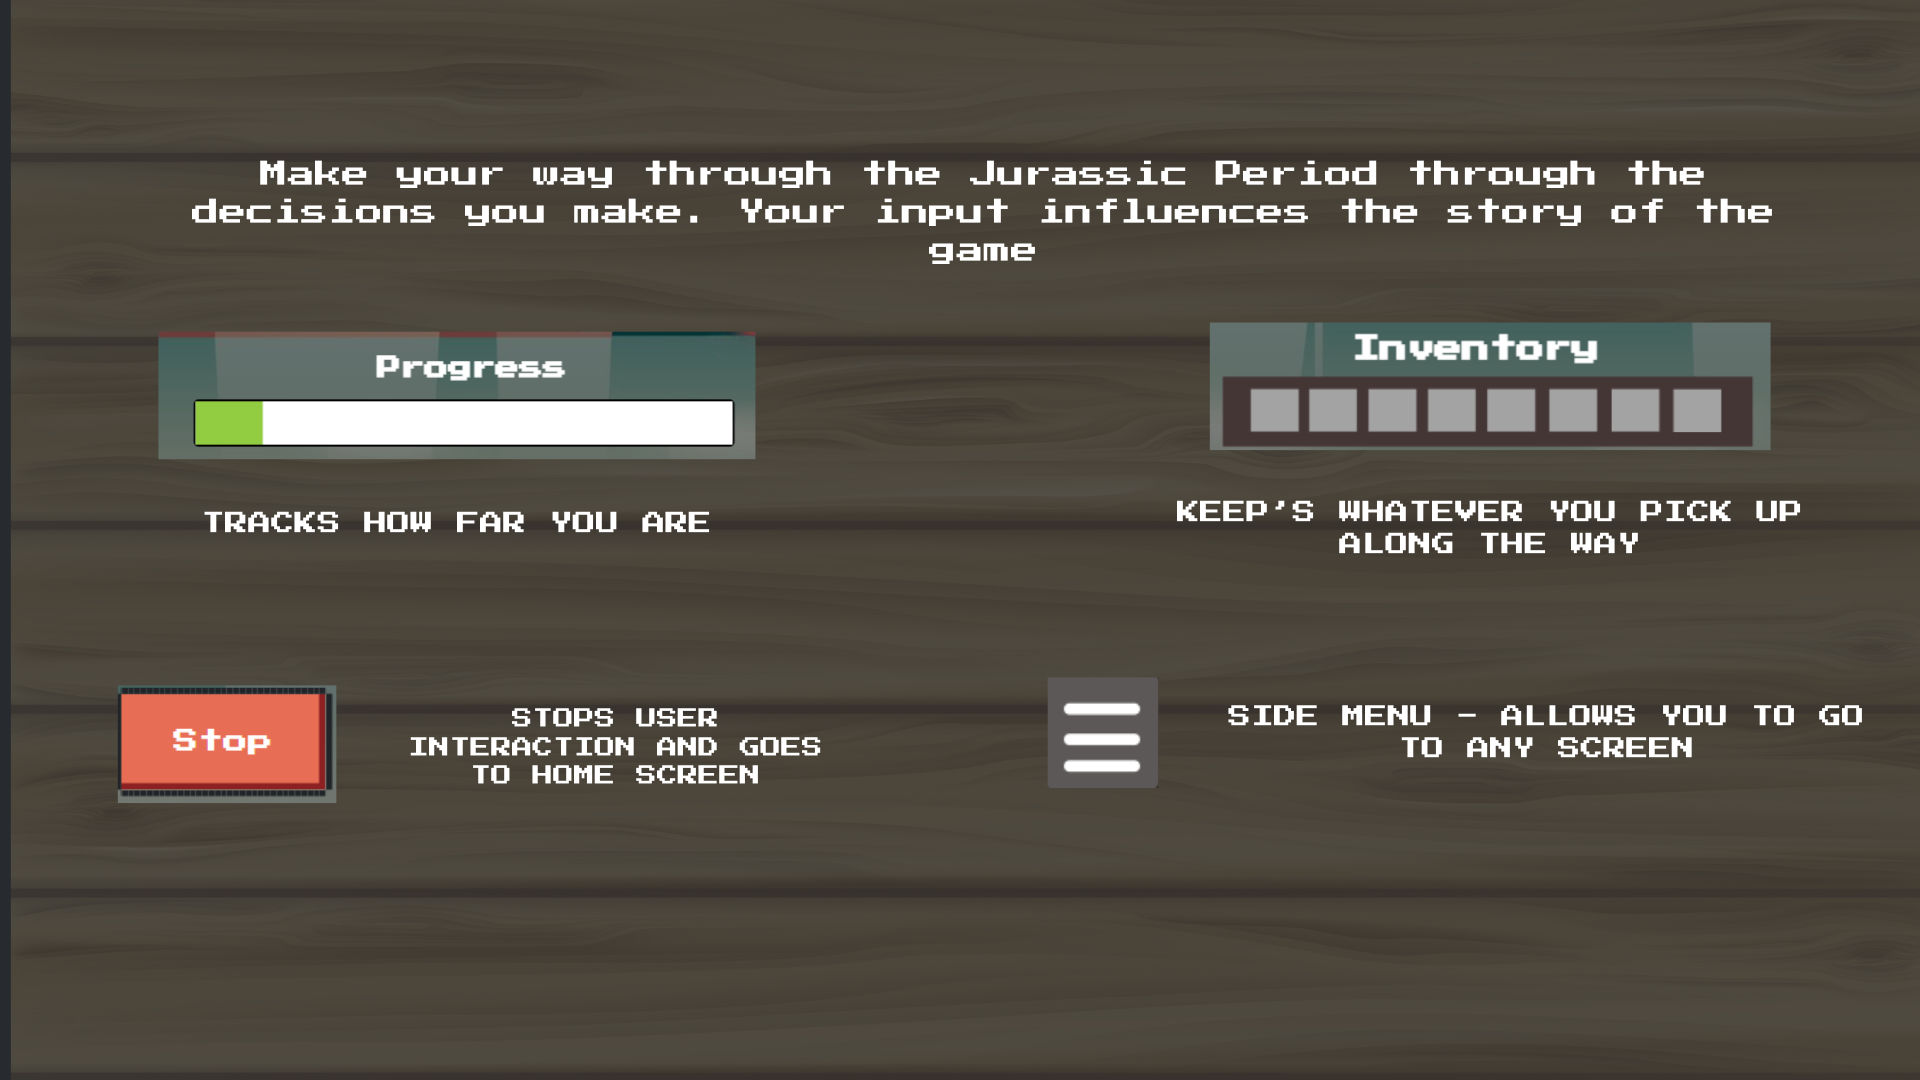 Make your way through the Jurassic Period through the
decisions you make. Your input influences the story of the
game
Progress
TRACKS HOW FAR YOU ARE
Inventory
KEEP'S WHATEVER YOU PICK UP
ALONG THE WAY
Stop
STOPS USER
INTERACTION AND GOES
TO HOME SCREEN
SIDE MENU - ALLOWS YOU TO GO
TO ANY SCREEN